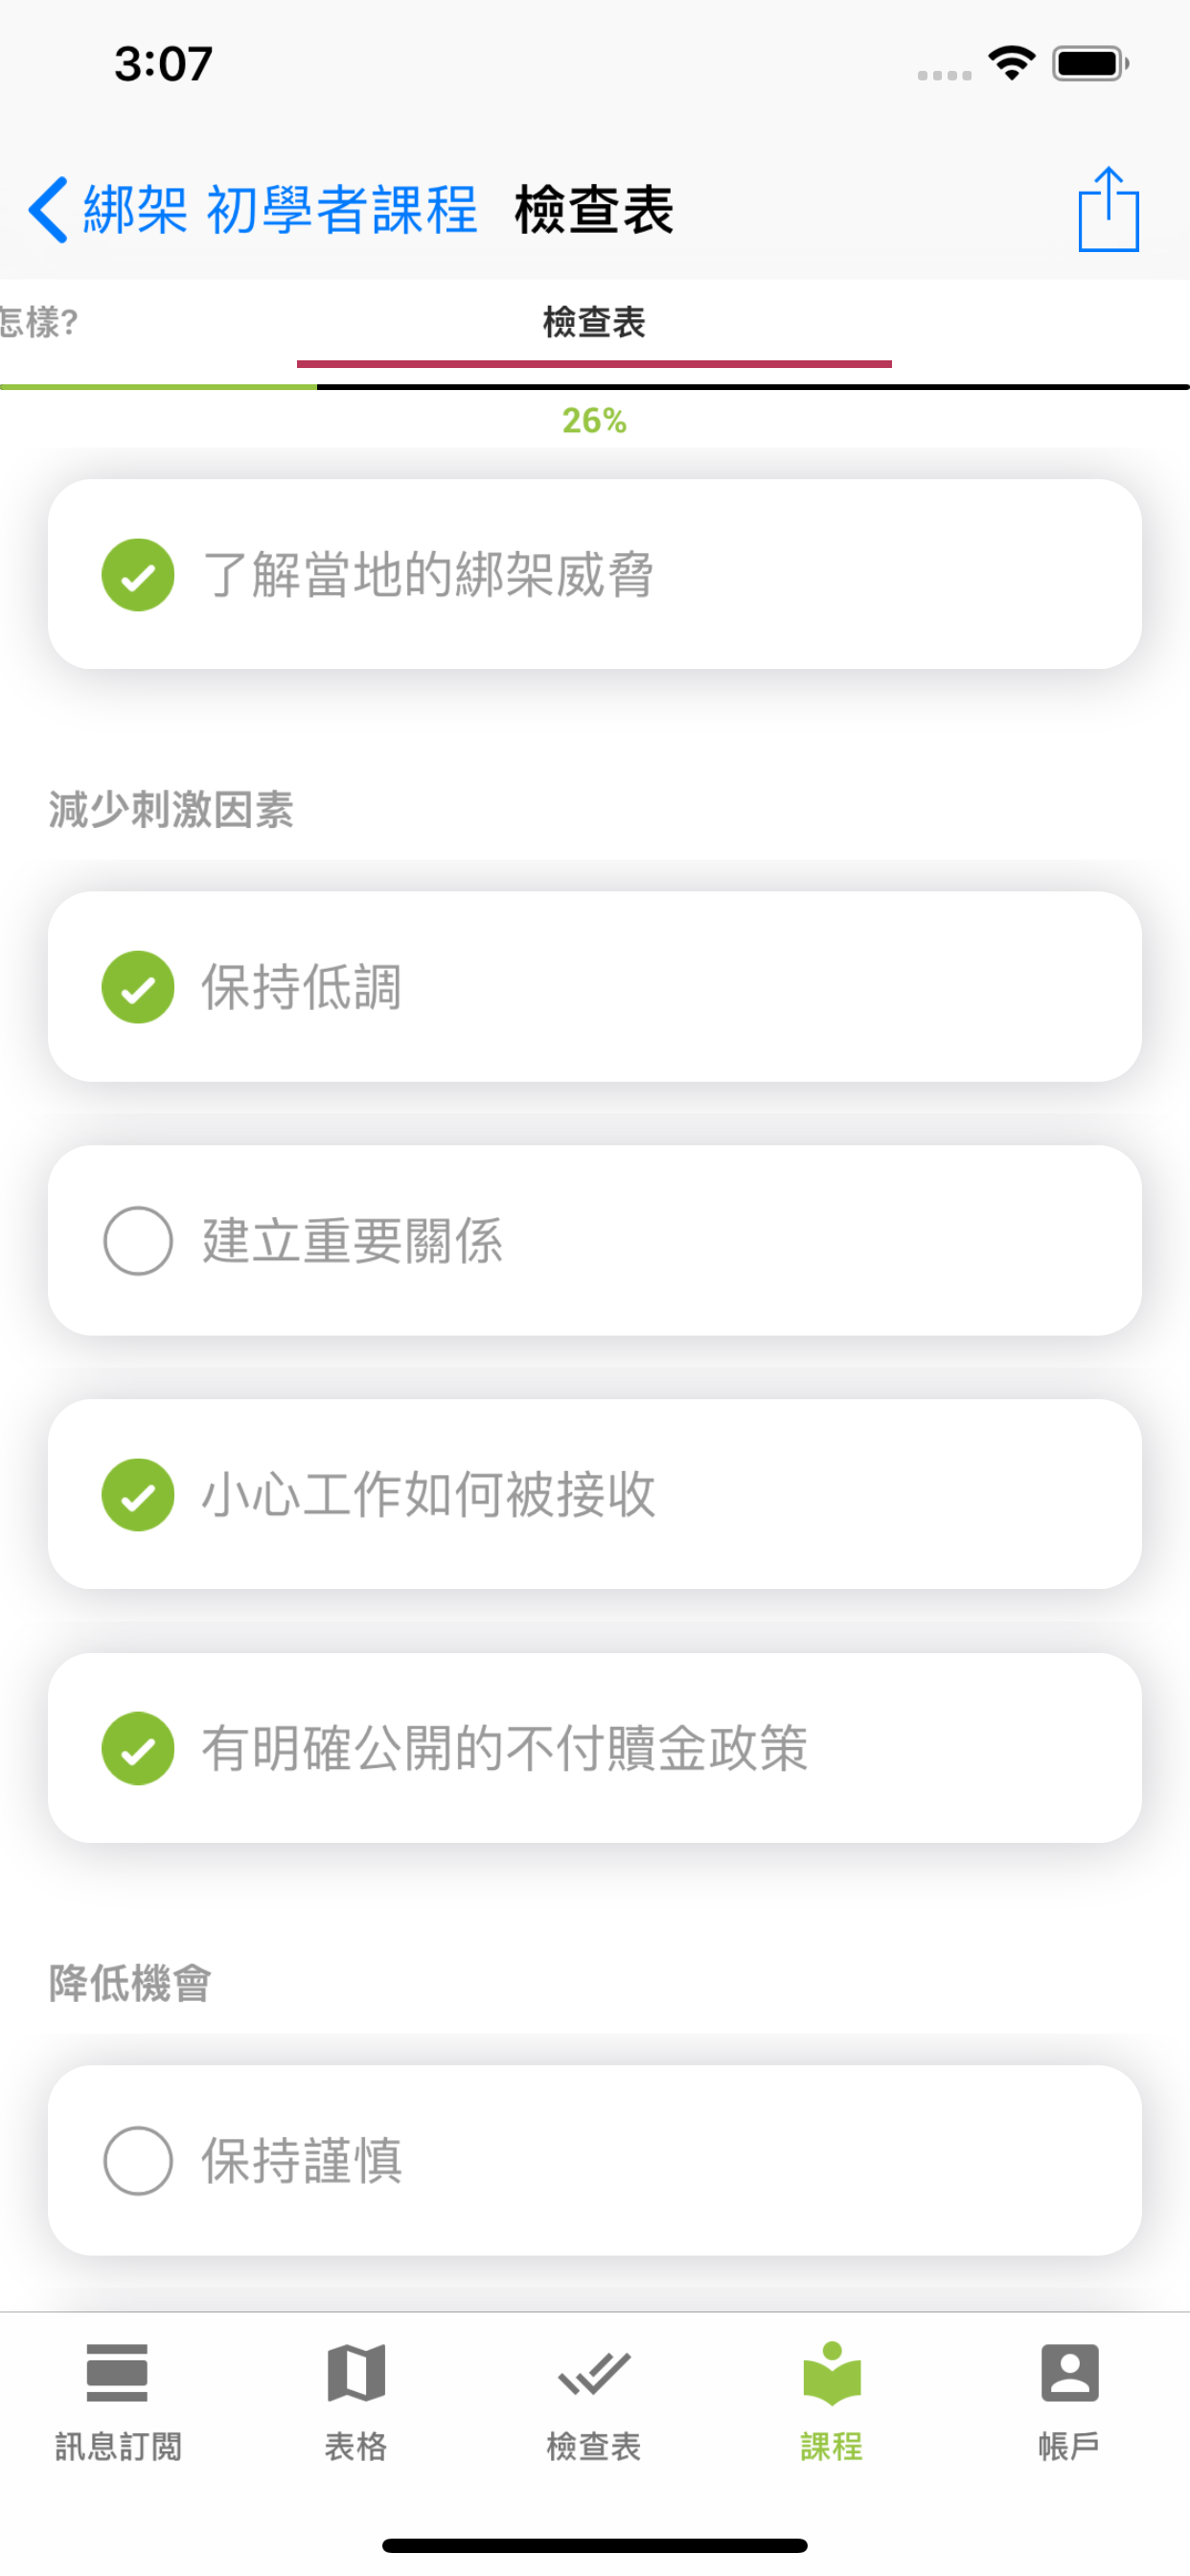 3:07
綁架 初學者課程 檢查表
怎樣? 檢查表
26%
了解當地的綁架威脅
減少刺激因素
保持低調
建立重要關係
小心工作如何被接收
有明確公開的不付贖金政策
降低機會
保持謹慎
訊息訂閱 表格 檢查表 課程 帳戶